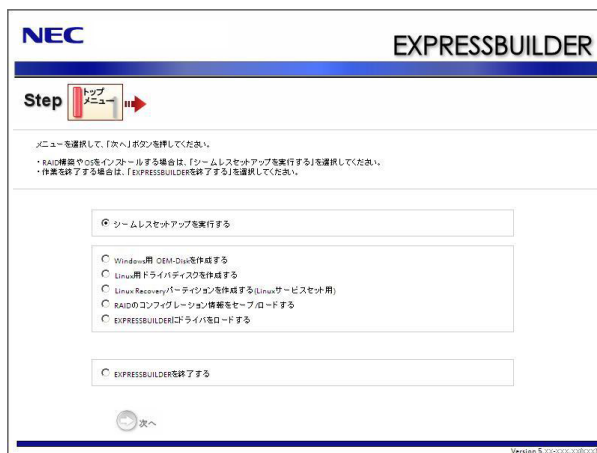 NEC
EXPRESSBUILDER
Step
トップ
メニュー
メニューを選択して、「次へ」ボタンを押してください。
・RAID構築やOSをインストールする場合は、「シームレスセットアップを実行する」を選択してください。
・作業を終了する場合は、「EXPRESSBUILDERを終了する」を選択してください。
シームレスセットアップを実行する
Windows用 OEM-Diskを作成する
Linux用ドライバディスクを作成する
Linux Recoveryパーティションを作成する(Linuxサービスセット用)
RAIDのコンフィグレーション情報をセーブ/ロードする
EXPRESSBUILDERにドライバをロードする
EXPRESSBUILDERを終了する
次へ
Version 5